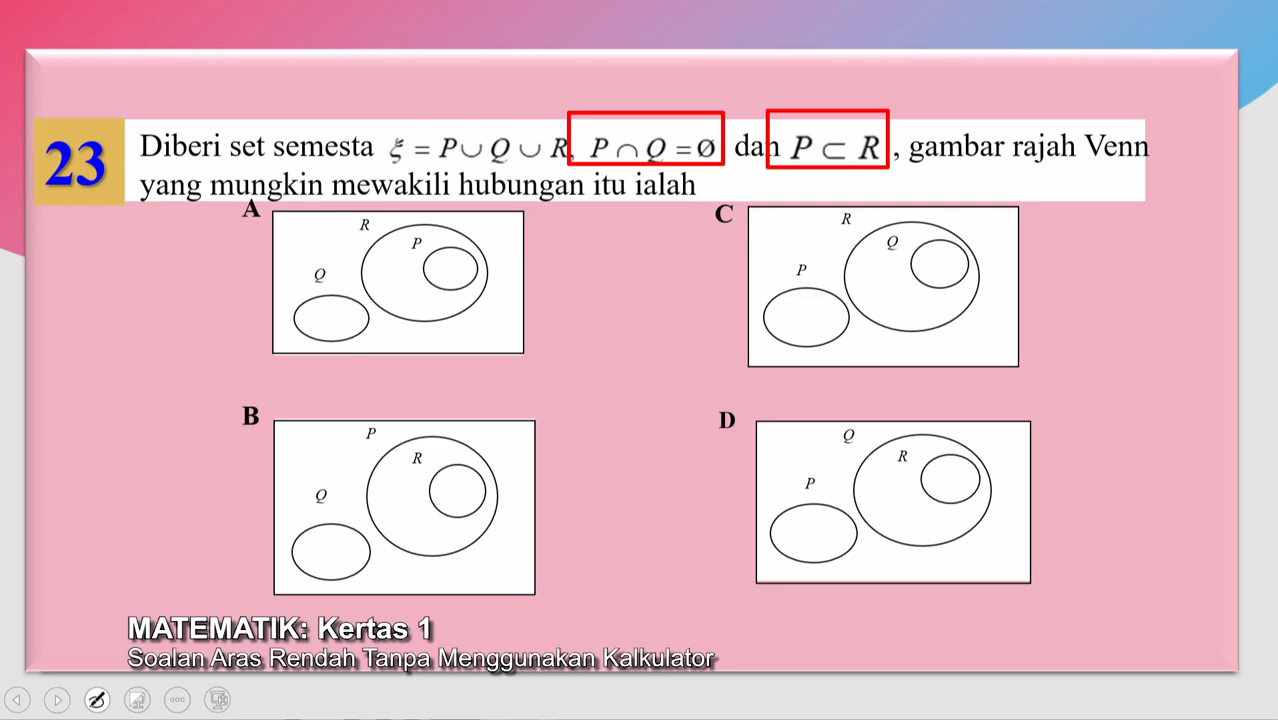 23 Diberi set semesta ξ = P ∪ Q ∪ R, P ∩ Q = Ø dan P ⊂ R , gambar rajah Venn
yang mungkin mewakili hubungan itu ialah
A
R
P
Q
C
R
Q
P
B
P
R
Q
D
Q
R
P
MATEMATIK: Kertas 1
Soalan Aras Rendah Tanpa Menggunakan Kalkulator